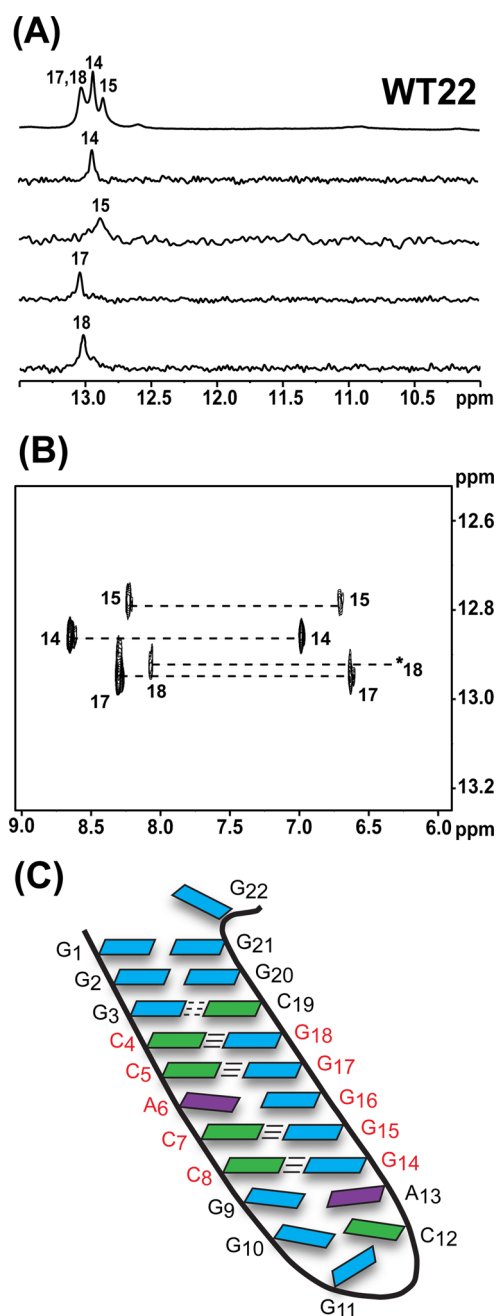 (A)
14
17,18
15
WT22
14
15
17
18
13.0 12.5 12.0 11.5 11.0 10.5 10.0 ppm
(B)
ppm
12.6
15 15
12.8
14 14
*18
17 18 17
13.0
13.2
9.0 8.5 8.0 7.5 7.0 6.5 6.0 ppm
(C)
G22
G1 G21
G2 G20
G3 C19
C4 G18
C5 G17
A6 G16
C7 G15
C8 G14
G9 A13
G10 C12
G11